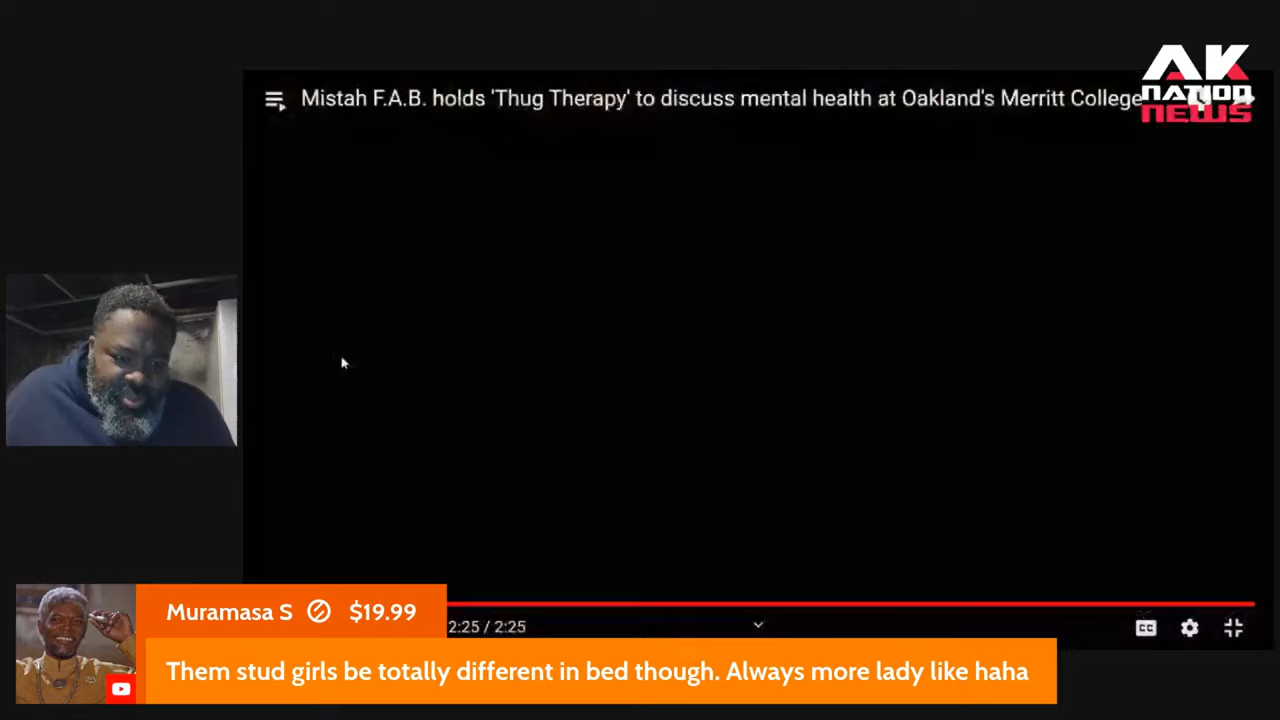 AK
NATION
NEWS
Mistah F.A.B. holds 'Thug Therapy' to discuss mental health at Oakland's Merritt College
2:25 / 2:25
CC
Muramasa S $19.99
Them stud girls be totally different in bed though. Always more lady like haha